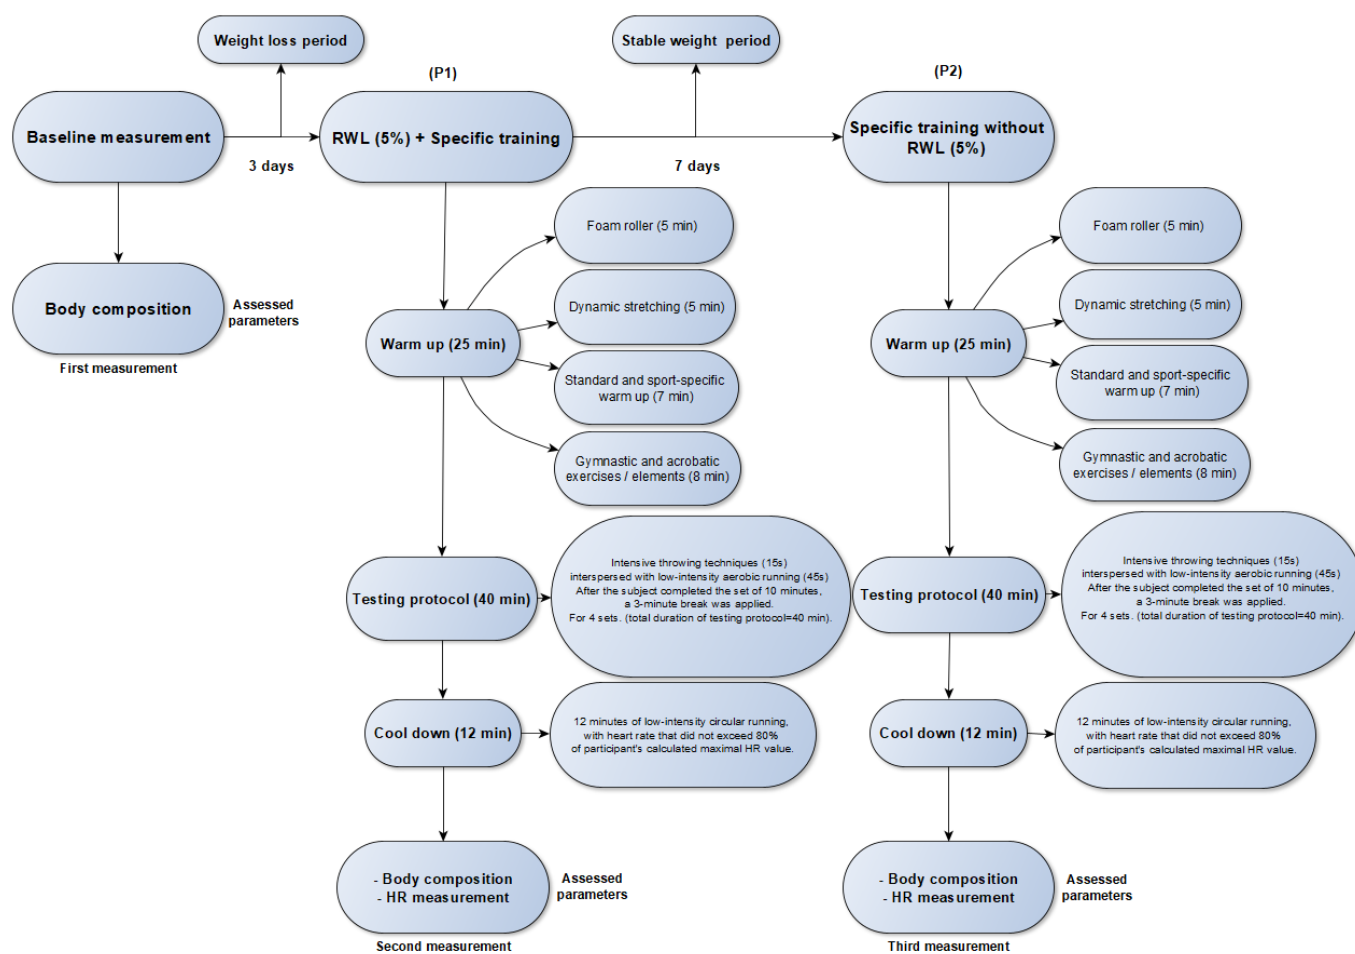 Weight loss period
Stable weight  period
(P1)
(P2)
Baseline measurement
3 days
RWL (5%) + Specific training
7 days
Specific training without
RWL (5%)
Body composition
Assessed
parameters
First measurement
Warm up (25 min)
Foam roller (5 min)
Dynamic stretching (5 min)
Standard and sport-specific
warm up (7 min)
Gymnastic and acrobatic
exercises / elements (8 min)
Testing protocol (40 min)
Intensive throwing techniques (15s)
interspersed with low-intensity aerobic running (45s)
After the subject completed the set of 10 minutes,
a 3-minute break was applied.
For 4 sets. (total duration of testing protocol=40 min).
Cool down (12 min)
12 minutes of low-intensity circular running,
with heart rate that did not exceed 80%
of participant's calculated maximal HR value.
- Body composition
- HR measurement
Assessed
parameters
Second measurement
Warm up (25 min)
Foam roller (5 min)
Dynamic stretching (5 min)
Standard and sport-specific
warm up (7 min)
Gymnastic and acrobatic
exercises / elements (8 min)
Testing protocol (40 min)
Intensive throwing techniques (15s)
interspersed with low-intensity aerobic running (45s)
After the subject completed the set of 10 minutes,
a 3-minute break was applied.
For 4 sets. (total duration of testing protocol=40 min).
Cool down (12 min)
12 minutes of low-intensity circular running,
with heart rate that did not exceed 80%
of participant's calculated maximal HR value.
- Body composition
- HR measurement
Assessed
parameters
Third measurement